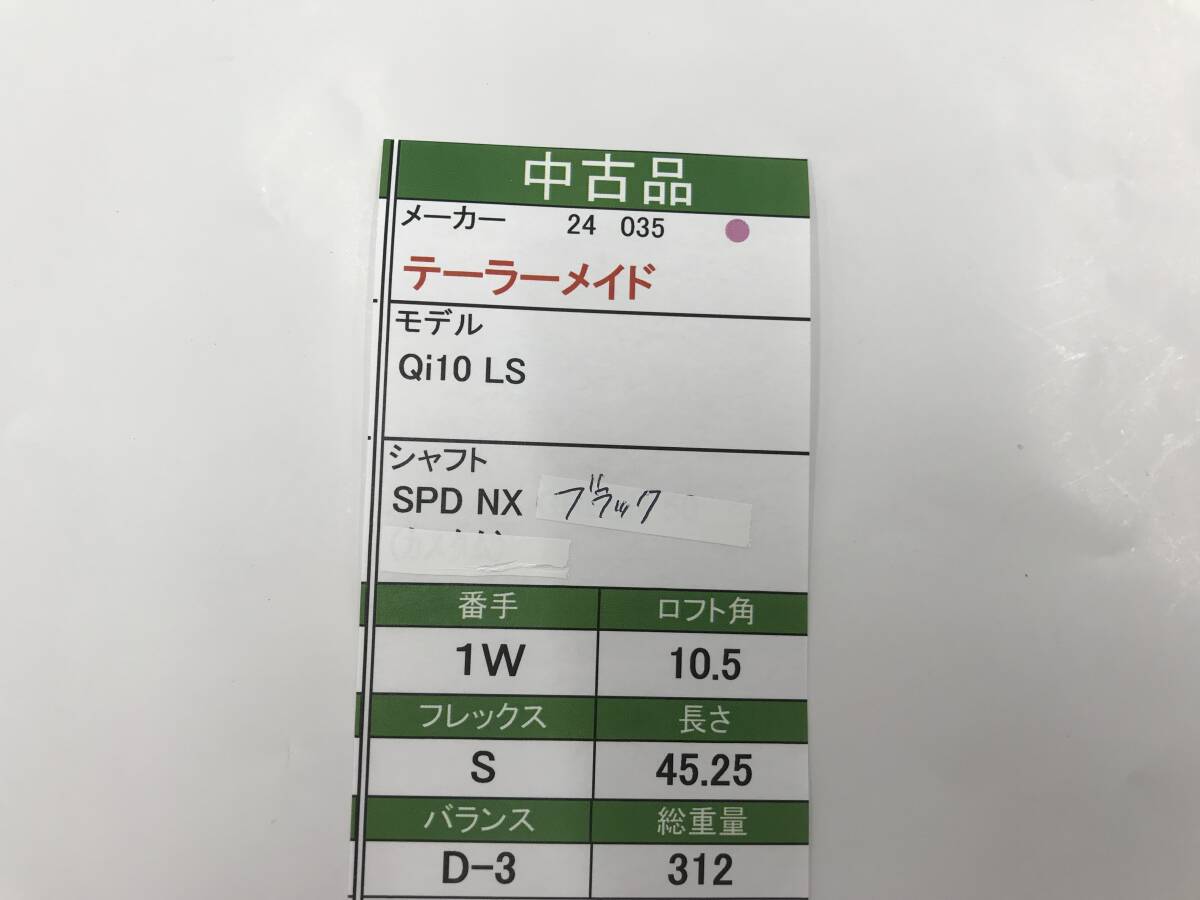 中古品
メーカー 24 035
テーラーメイド
モデル
Qi10 LS
シャフト
SPD NX ブラック
番手 ロフト角
1W 10.5
フレックス 長さ
S 45.25
バランス 総重量
D-3 312